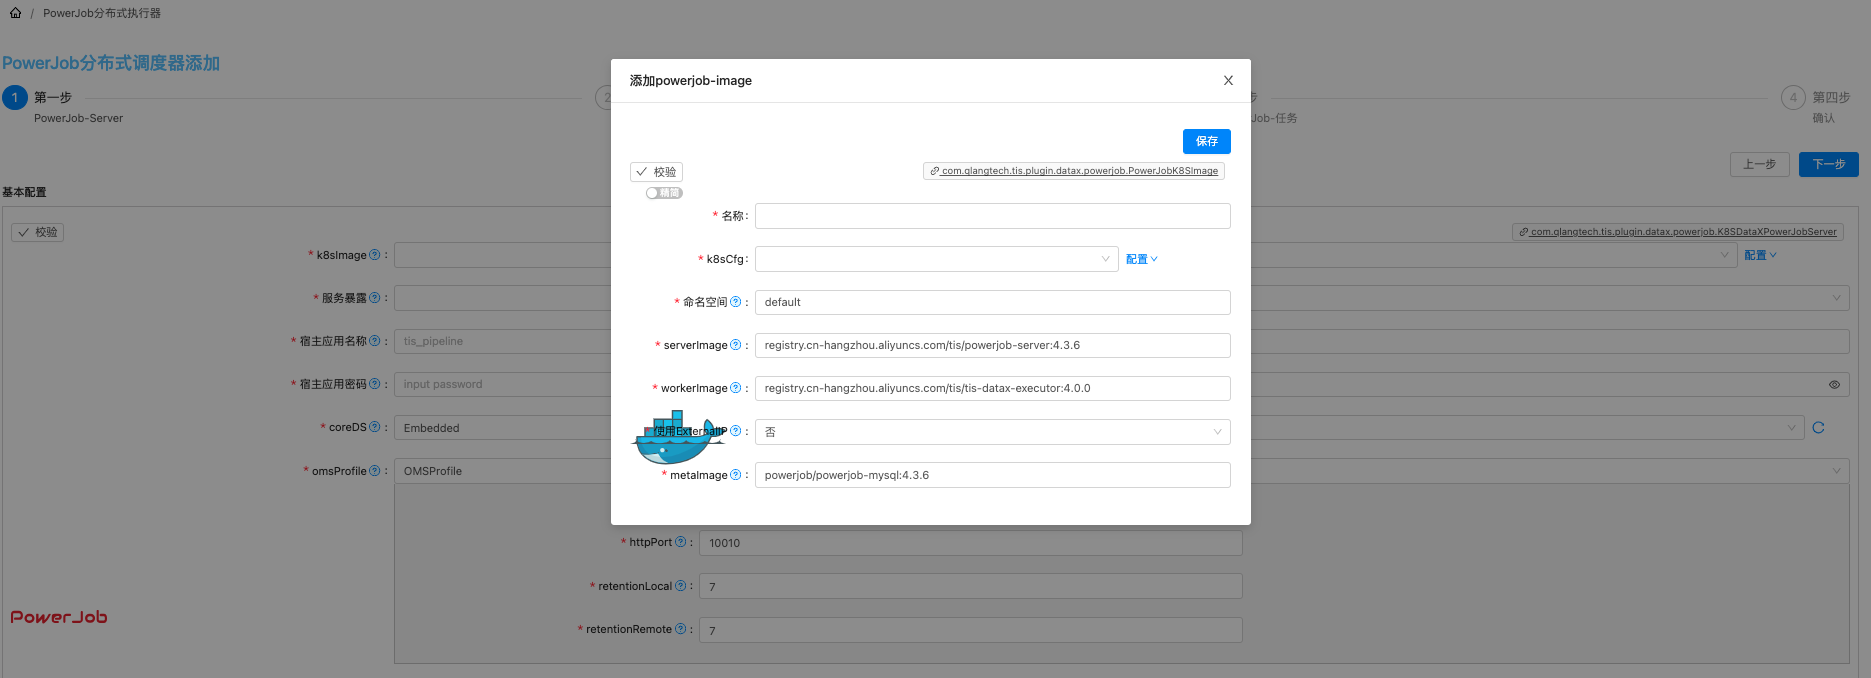 / PowerJob分布式执行器
PowerJob分布式调度器添加
1 第一步
PowerJob-Server
2
步
Job-任务
4 第四步
确认
上一步
下一步
基本配置
校验
com.qlangtech.tis.plugin.datax.powerjob.K8SDataXPowerJobServer
* k8sImage ? :
配置
* 服务暴露 ? :
* 宿主应用名称 ? : tis_pipeline
* 宿主应用密码 ? : input password
* coreDS ? : Embedded
* omsProfile ? : OMSProfile
* httpPort ? : 10010
* retentionLocal ? : 7
* retentionRemote ? : 7
PowerJob
添加powerjob-image
保存
校验
com.qlangtech.tis.plugin.datax.powerjob.PowerJobK8SImage
精简
* 名称:
* k8sCfg: 配置
* 命名空间 ? : default
* serverImage ? : registry.cn-hangzhou.aliyuncs.com/tis/powerjob-server:4.3.6
* workerImage ? : registry.cn-hangzhou.aliyuncs.com/tis/tis-datax-executor:4.0.0
* 使用ExternalIP ? : 否
* metaImage ? : powerjob/powerjob-mysql:4.3.6